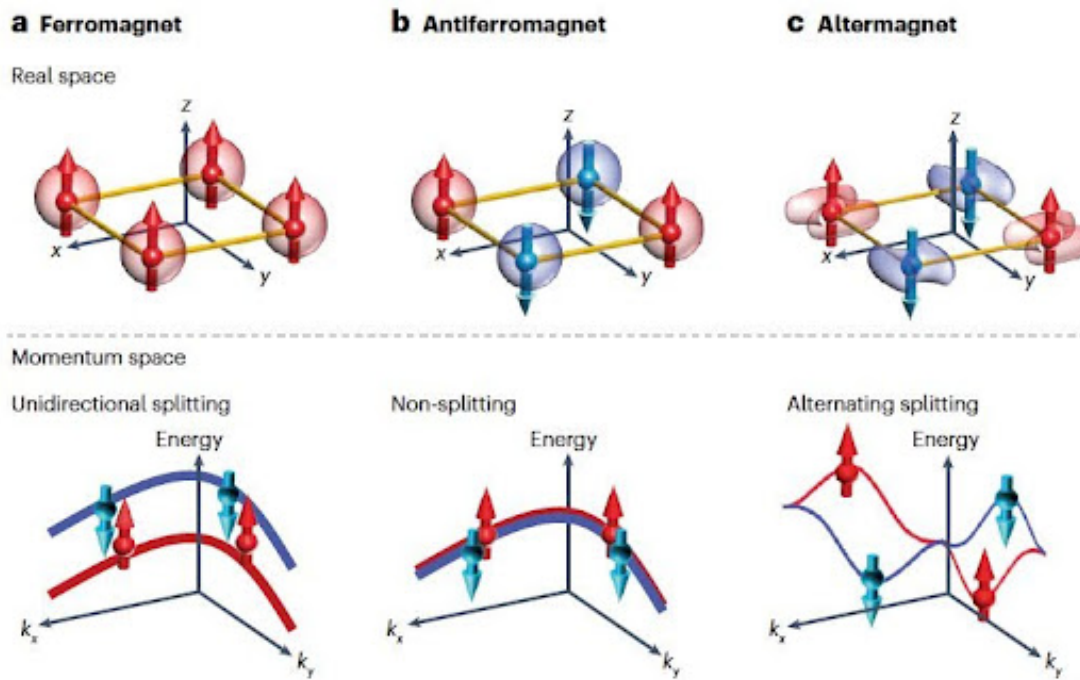 a Ferromagnet
b Antiferromagnet
c Altermagnet
Real space
z
x
y
z
x
y
z
x
y
Momentum space
Unidirectional splitting
Non-splitting
Alternating splitting
Energy
kx
ky
Energy
kx
ky
Energy
kx
ky